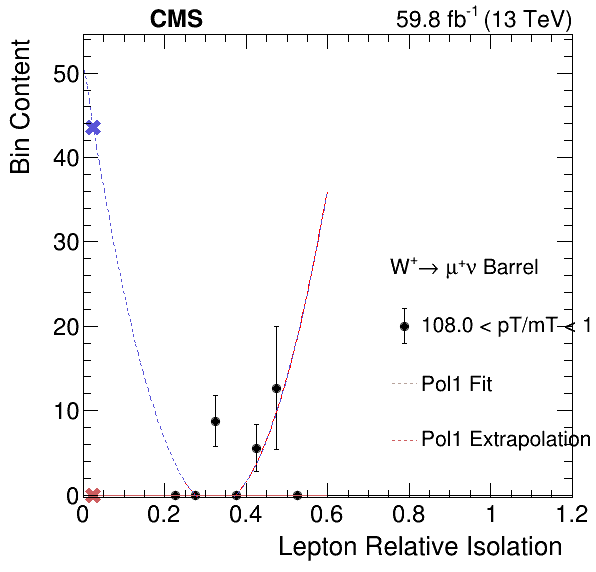 CMS 59.8 fb⁻¹ (13 TeV)
Bin Content
50
40
30
20
10
0
W⁺→ μ⁺ν Barrel
108.0 < pT/mT < 1
Pol1 Fit
Pol1 Extrapolation
0 0.2 0.4 0.6 0.8 1 1.2
Lepton Relative Isolation